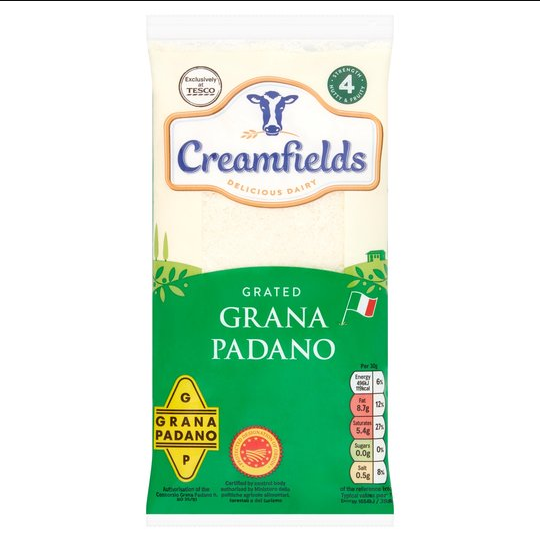 Exclusively
at
TESCO
STRENGTH
4
NUTTY & FRUITY
Creamfields
DELICIOUS DAIRY
GRATED
GRANA
PADANO
G
GRANA
PADANO
P
Certified by control body
authorised by Ministero delle
politiche agricole alimentari,
forestali e del turismo
Authorisation of the
Consorzio Grana Padano n.
Per 30g
Energy
496kJ
119kcal
6%
Fat
8.7g
12%
Saturates
5.4g
27%
Sugars
0.0g
0%
Salt
0.5g
8%
of the reference
Typical values per
Energy